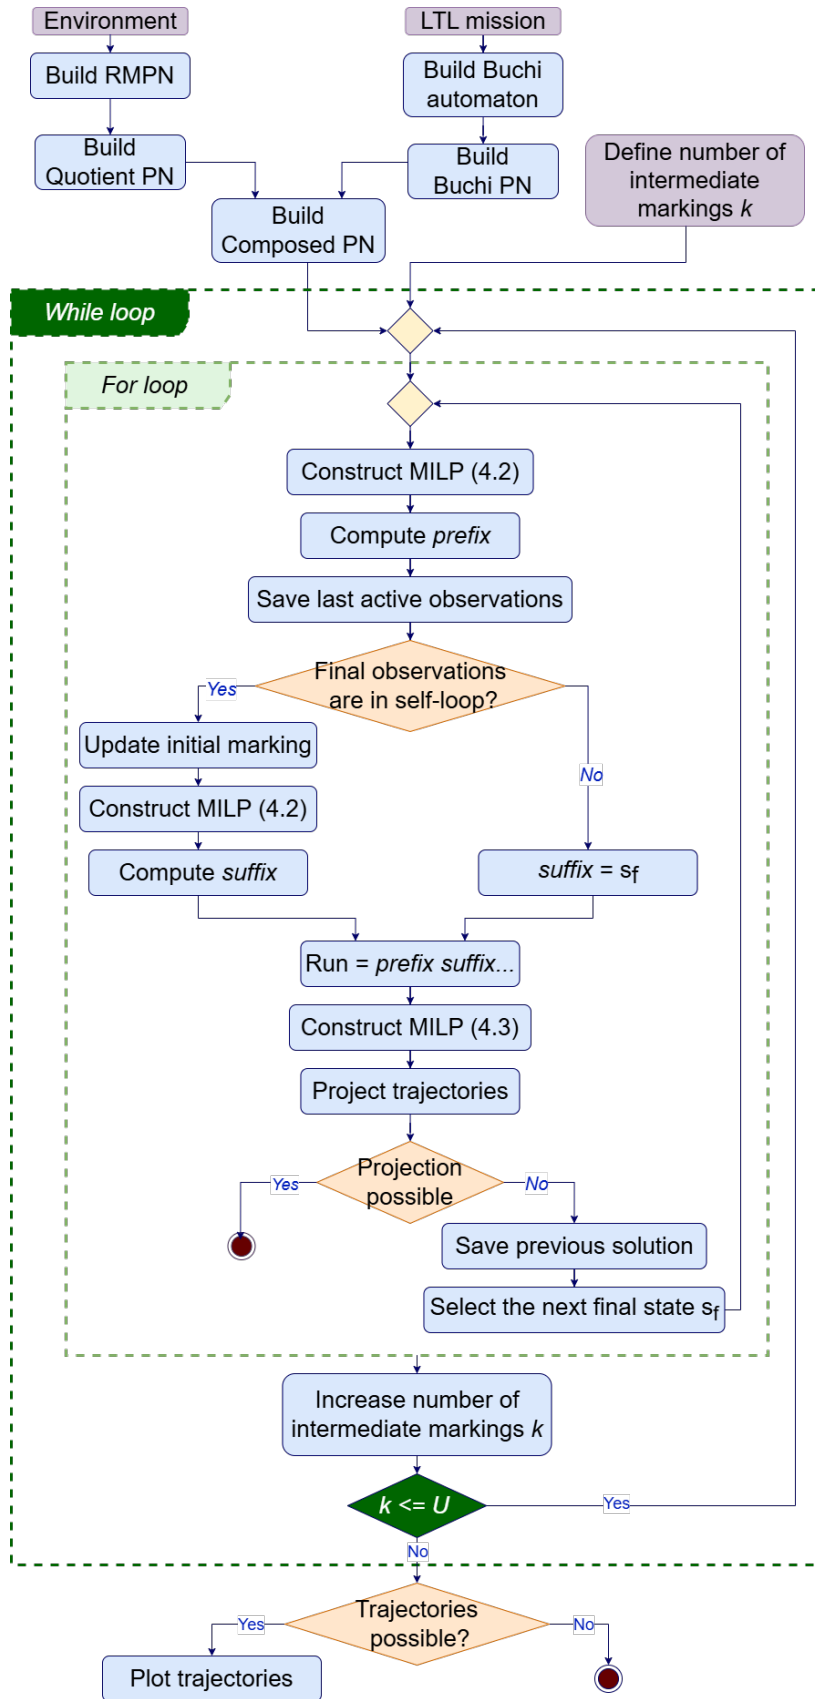 Environment
LTL mission
Build RMPN
Build Buchi
automaton
Build
Quotient PN
Build
Buchi PN
Define number of
intermediate
markings k
Build
Composed PN
While loop
For loop
Construct MILP (4.2)
Compute prefix
Save last active observations
Final observations
are in self-loop?
Yes
No
Update initial marking
Construct MILP (4.2)
Compute suffix
suffix = sf
Run = prefix suffix...
Construct MILP (4.3)
Project trajectories
Projection
possible
Yes
No
Save previous solution
Select the next final state sf
Increase number of
intermediate markings k
k <= U
Yes
No
Trajectories
possible?
Yes
No
Plot trajectories